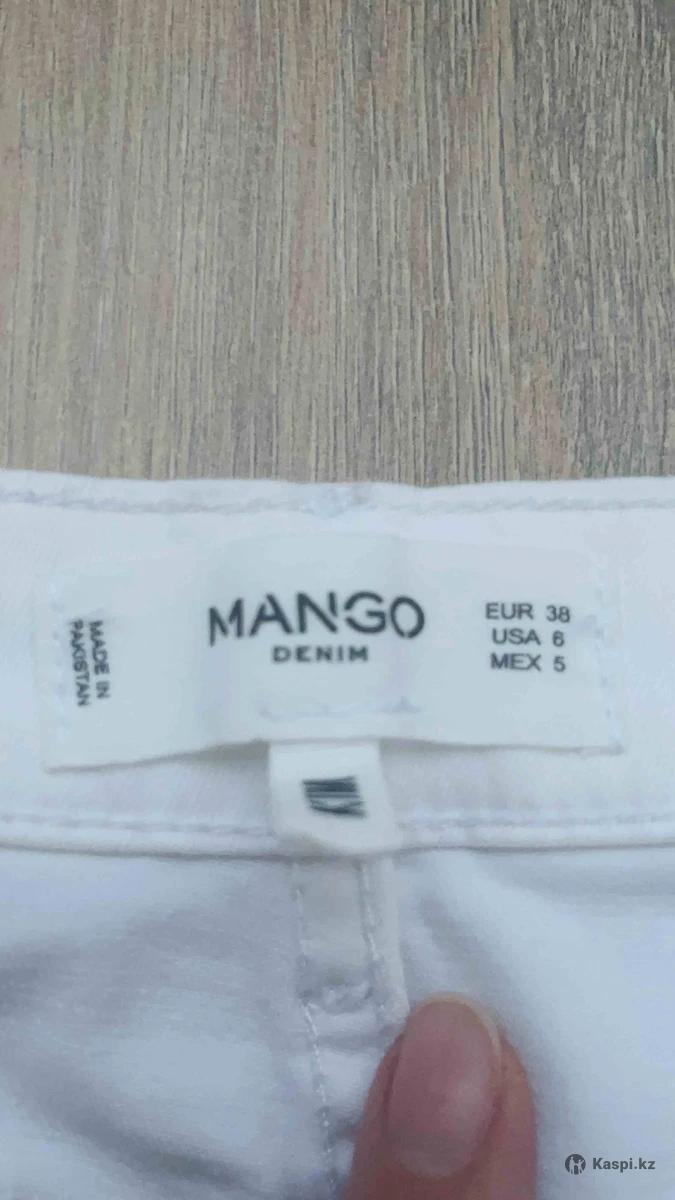 MANGO
DENIM
EUR 38
USA 6
MEX 5
MADE IN
PAKISTAN
Kaspi.kz